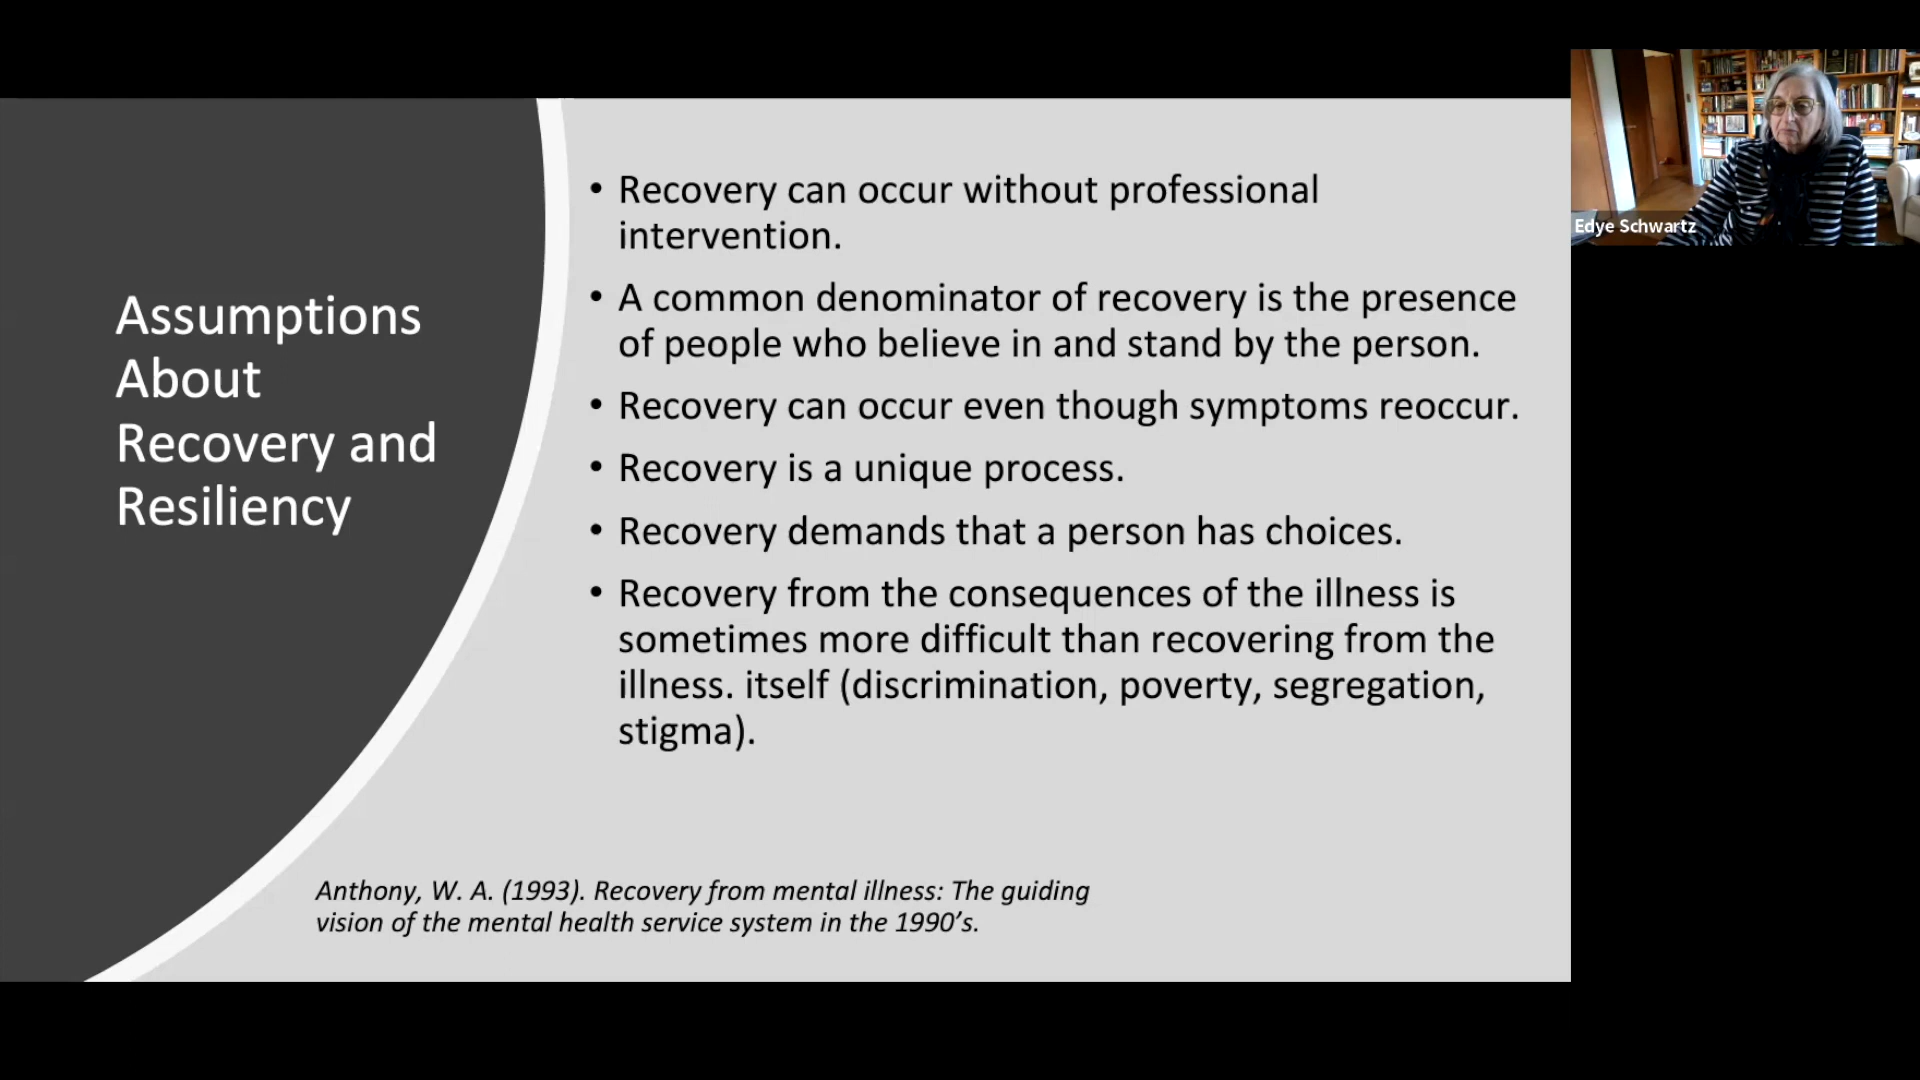 Assumptions
About
Recovery and
Resiliency
• Recovery can occur without professional
intervention.
• A common denominator of recovery is the presence
of people who believe in and stand by the person.
• Recovery can occur even though symptoms reoccur.
• Recovery is a unique process.
• Recovery demands that a person has choices.
• Recovery from the consequences of the illness is
sometimes more difficult than recovering from the
illness. itself (discrimination, poverty, segregation,
stigma).
Anthony, W. A. (1993). Recovery from mental illness: The guiding
vision of the mental health service system in the 1990’s.
Edye Schwartz